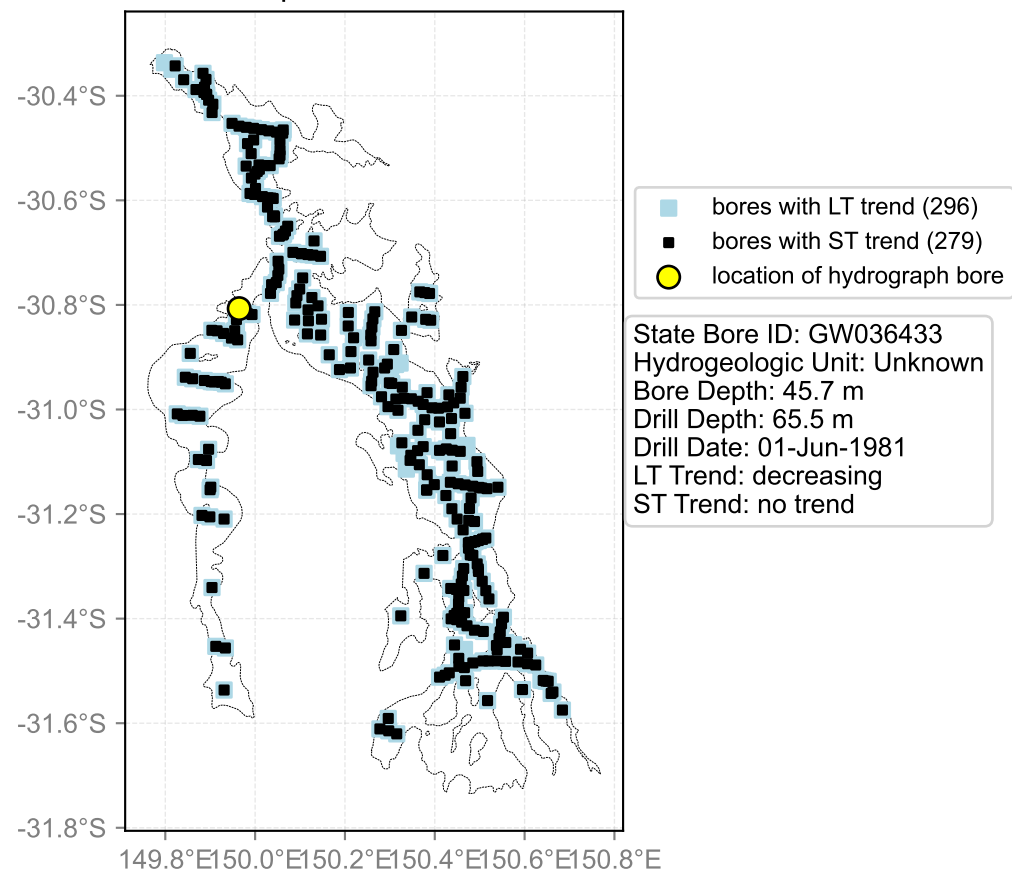 -30.4°S
-30.6°S
-30.8°S
-31.0°S
-31.2°S
-31.4°S
-31.6°S
-31.8°S
149.8°E150.0°E150.2°E150.4°E150.6°E150.8°E
bores with LT trend (296)
bores with ST trend (279)
location of hydrograph bore
State Bore ID: GW036433
Hydrogeologic Unit: Unknown
Bore Depth: 45.7 m
Drill Depth: 65.5 m
Drill Date: 01-Jun-1981
LT Trend: decreasing
ST Trend: no trend